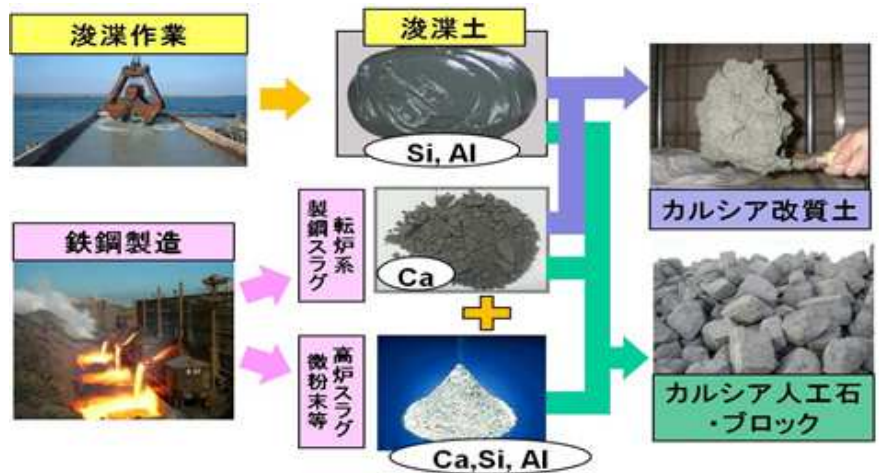 浚渫作業
浚渫土
Si, Al
カルシア改質土
鉄鋼製造
転炉系
製鋼スラグ
Ca
高炉スラグ
微粉末等
Ca,Si, Al
カルシア人工石
・ブロック